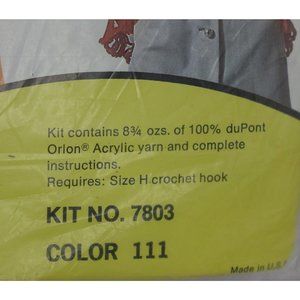 Kit contains 8¾ ozs. of 100% duPont
Orlon® Acrylic yarn and complete
instructions.
Requires: Size H crochet hook
KIT NO. 7803
COLOR 111
Made in U.S.